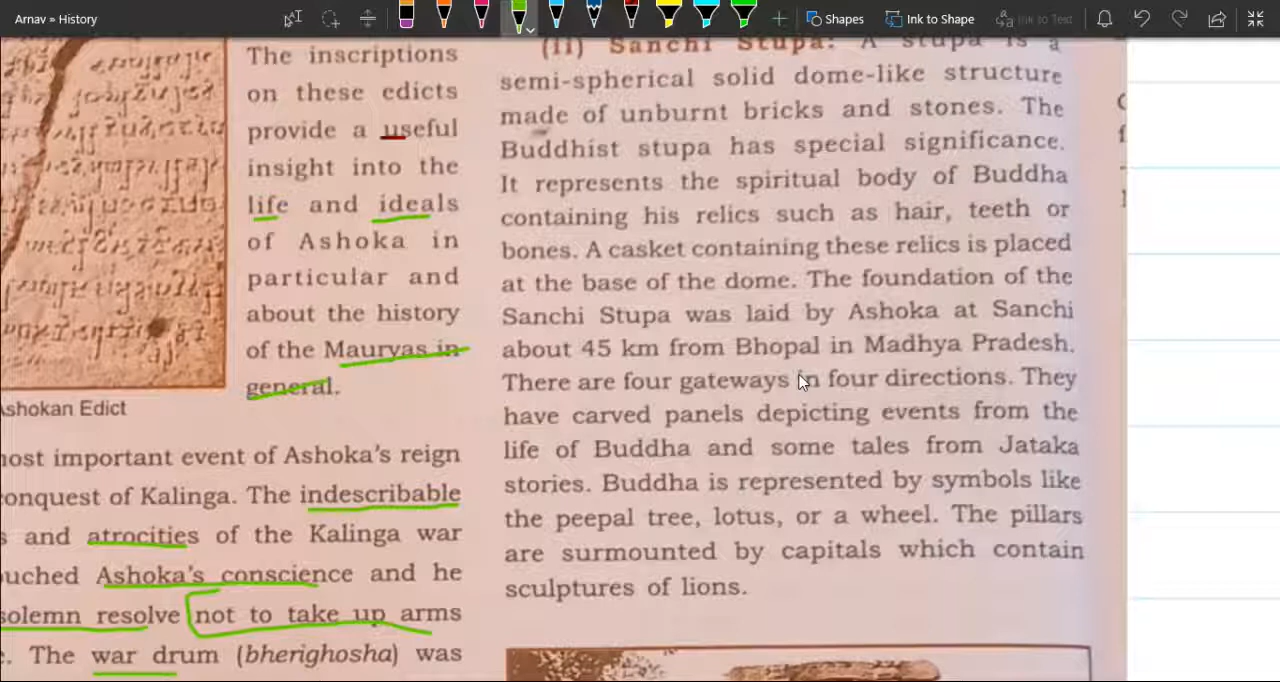 Arnav » History
Shapes
Ink to Shape
Ink to Text
The inscriptions
on these edicts
provide a useful
insight into the
life and ideals
of Ashoka in
particular and
about the history
of the Mauryas in
general.
Ashokan Edict
most important event of Ashoka's reign
conquest of Kalinga. The indescribable
and atrocities of the Kalinga war
touched Ashoka's conscience and he
solemn resolve not to take up arms
The war drum (bherighosha) was
(II) Sanchi Stupa: A stupa is a
semi-spherical solid dome-like structure
made of unburnt bricks and stones. The
Buddhist stupa has special significance.
It represents the spiritual body of Buddha
containing his relics such as hair, teeth or
bones. A casket containing these relics is placed
at the base of the dome. The foundation of the
Sanchi Stupa was laid by Ashoka at Sanchi
about 45 km from Bhopal in Madhya Pradesh.
There are four gateways in four directions. They
have carved panels depicting events from the
life of Buddha and some tales from Jataka
stories. Buddha is represented by symbols like
the peepal tree, lotus, or a wheel. The pillars
are surmounted by capitals which contain
sculptures of lions.